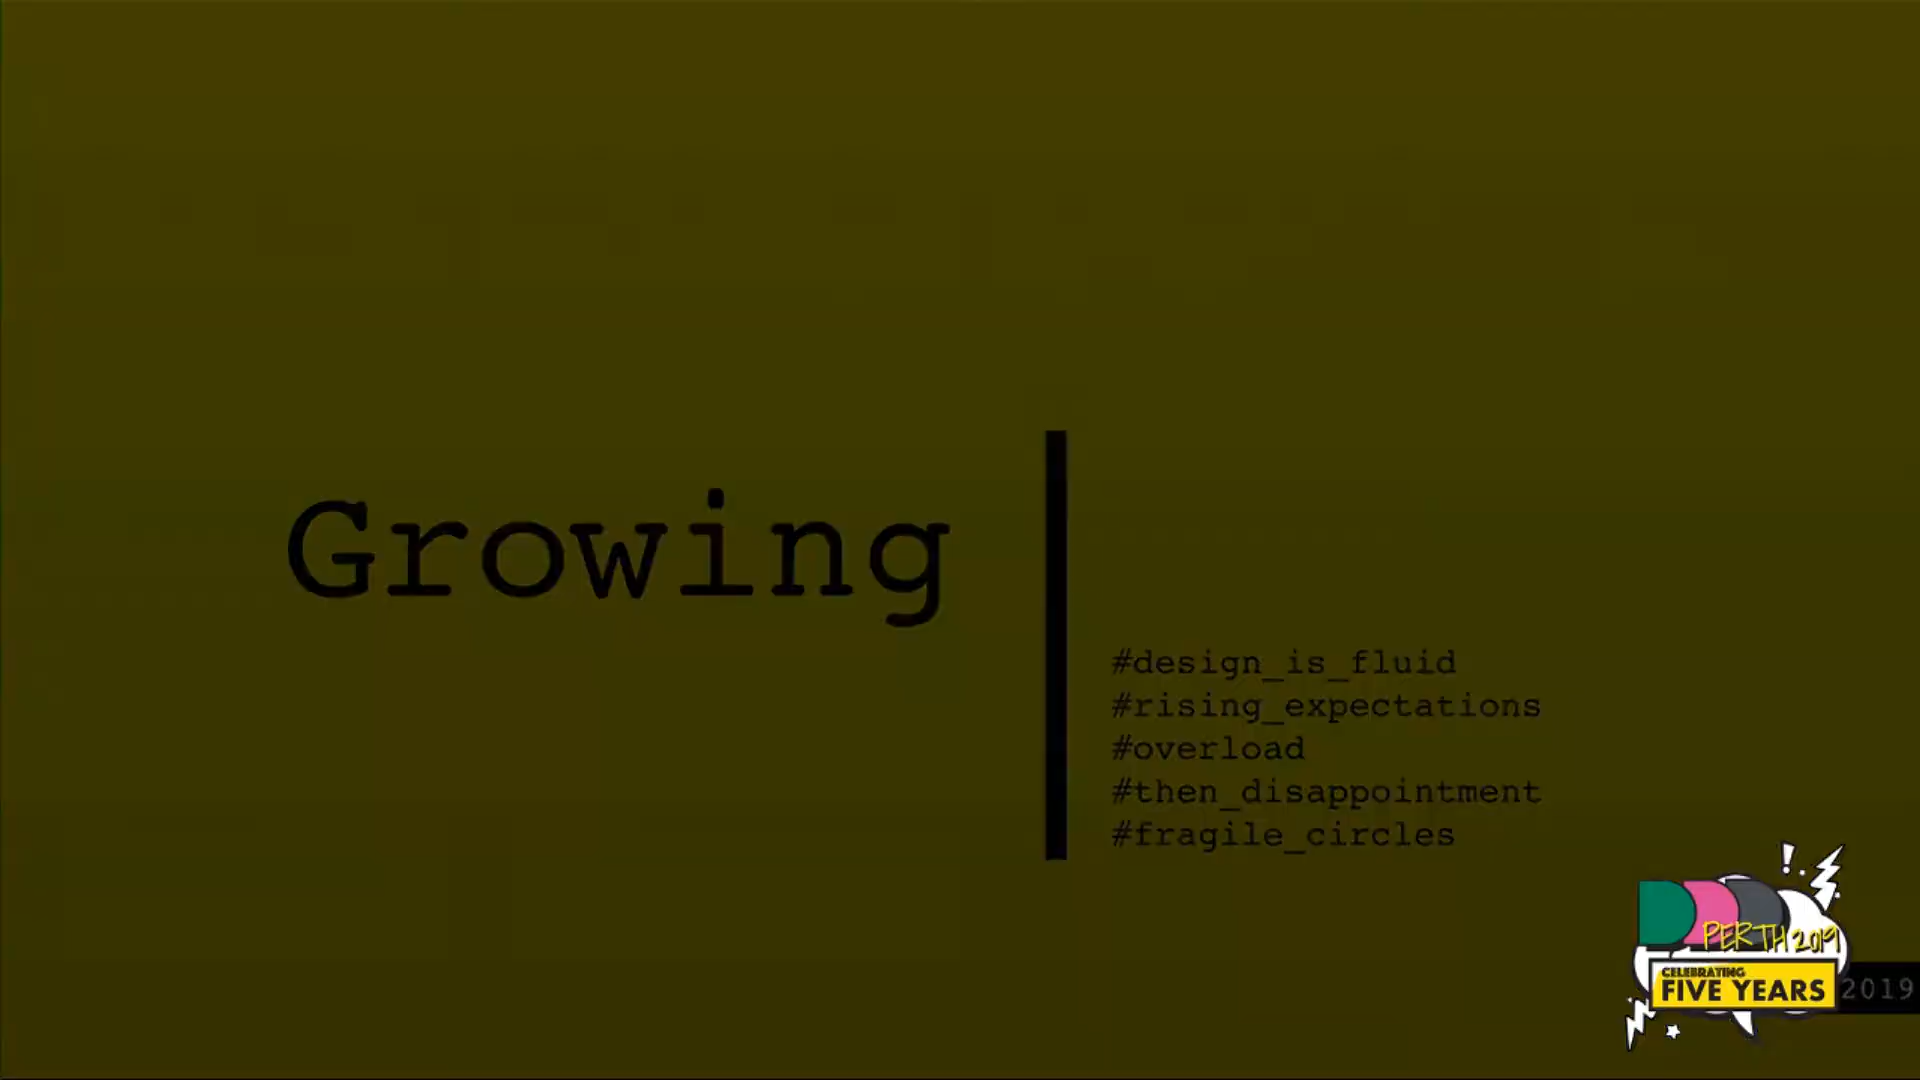 Growing
#design_is_fluid
#rising_expectations
#overload
#then_disappointment
#fragile_circles
PERTH 2019
CELEBRATING
FIVE YEARS
2019